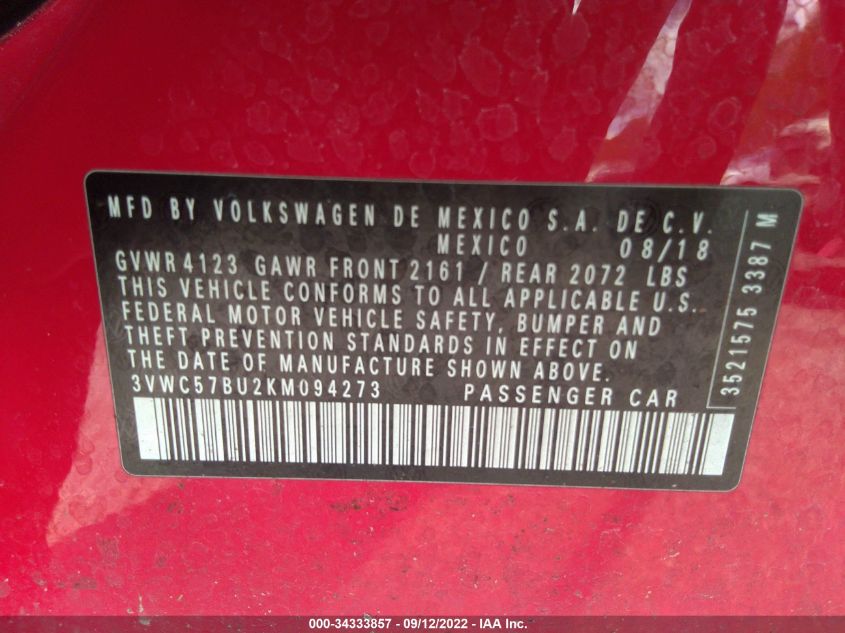 MFD BY VOLKSWAGEN DE MEXICO S.A. DE C.V.
MEXICO 08/18
GVWR 4123 GAWR FRONT 2161 / REAR 2072 LBS
THIS VEHICLE CONFORMS TO ALL APPLICABLE U.S.
FEDERAL MOTOR VEHICLE SAFETY, BUMPER AND
THEFT PREVENTION STANDARDS IN EFFECT ON
THE DATE OF MANUFACTURE SHOWN ABOVE.
3VWC57BU2KM094273 PASSENGER CAR
3521575 3387 M
000-34333857 - 09/12/2022 - IAA Inc.